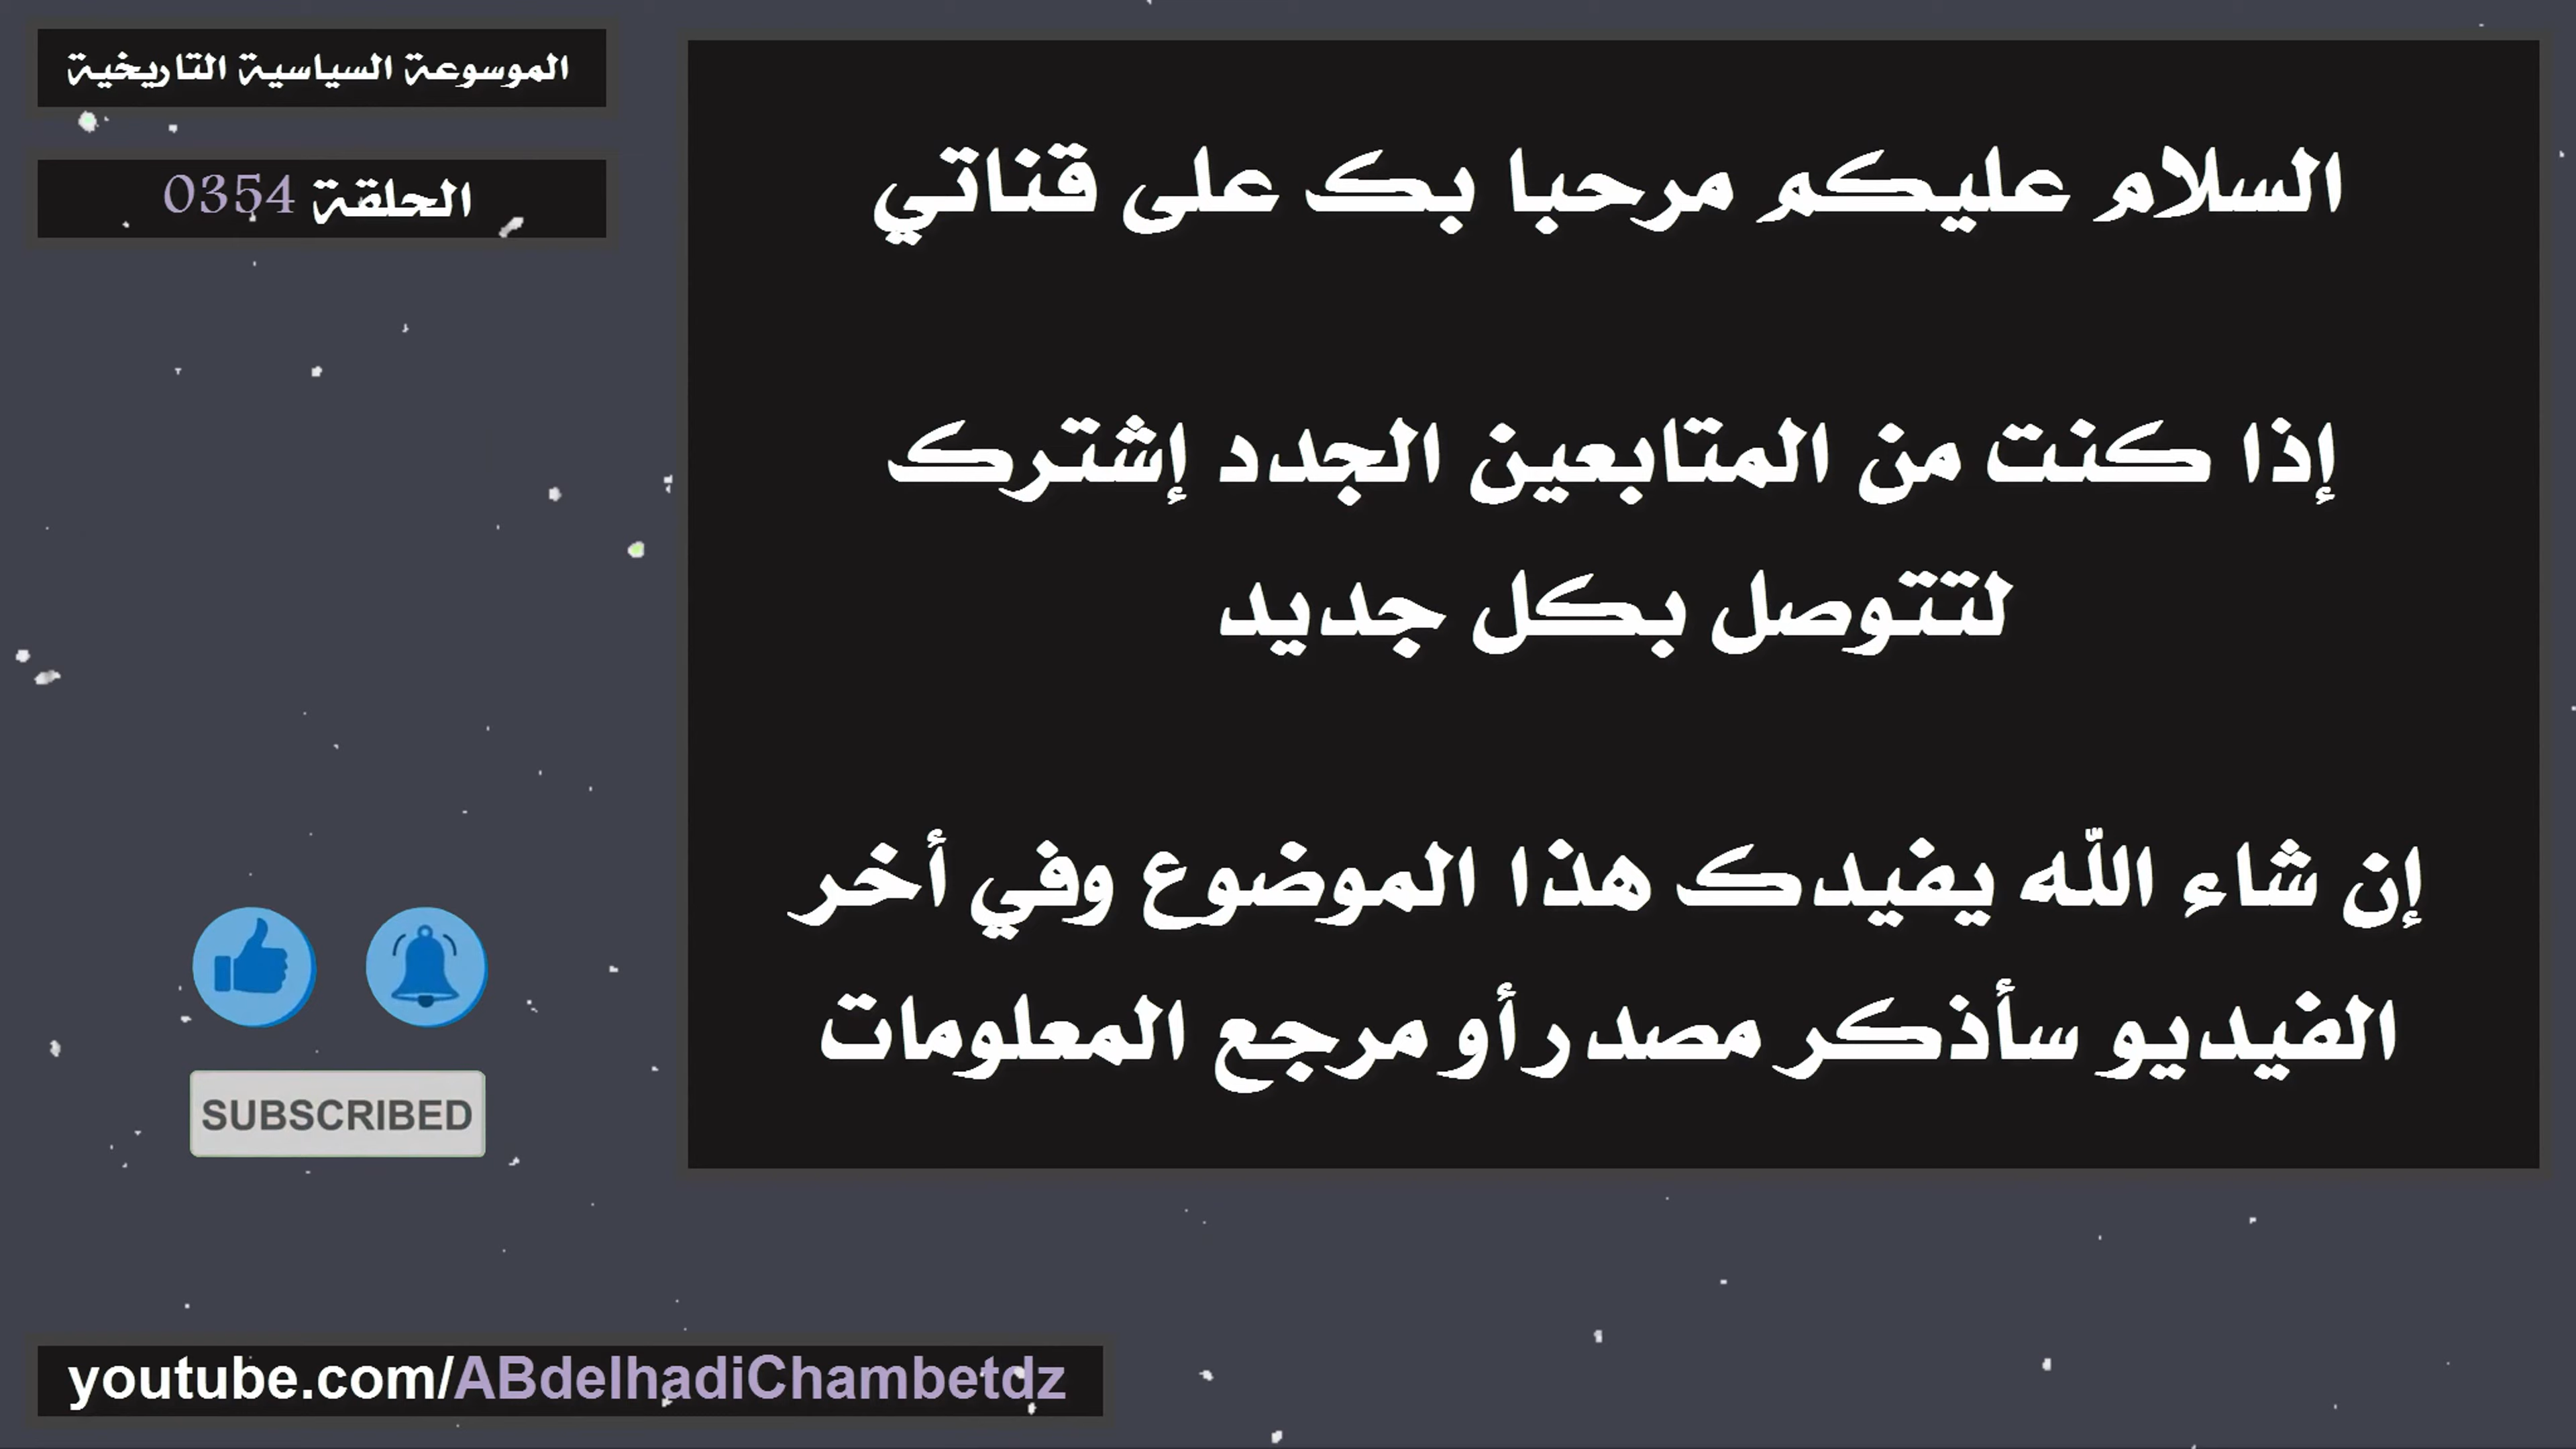 الموسوعة السياسية التاريخية
الحلقة 0354
السلام عليكم مرحبا بك على قناتي
إذا كنت من المتابعين الجدد إشترك
لتتوصل بكل جديد
إن شاء الله يفيدك هذا الموضوع وفي أخر
الفيديو سأذكر مصدر أو مرجع المعلومات
SUBSCRIBED
youtube.com/ABdelhadiChambetdz